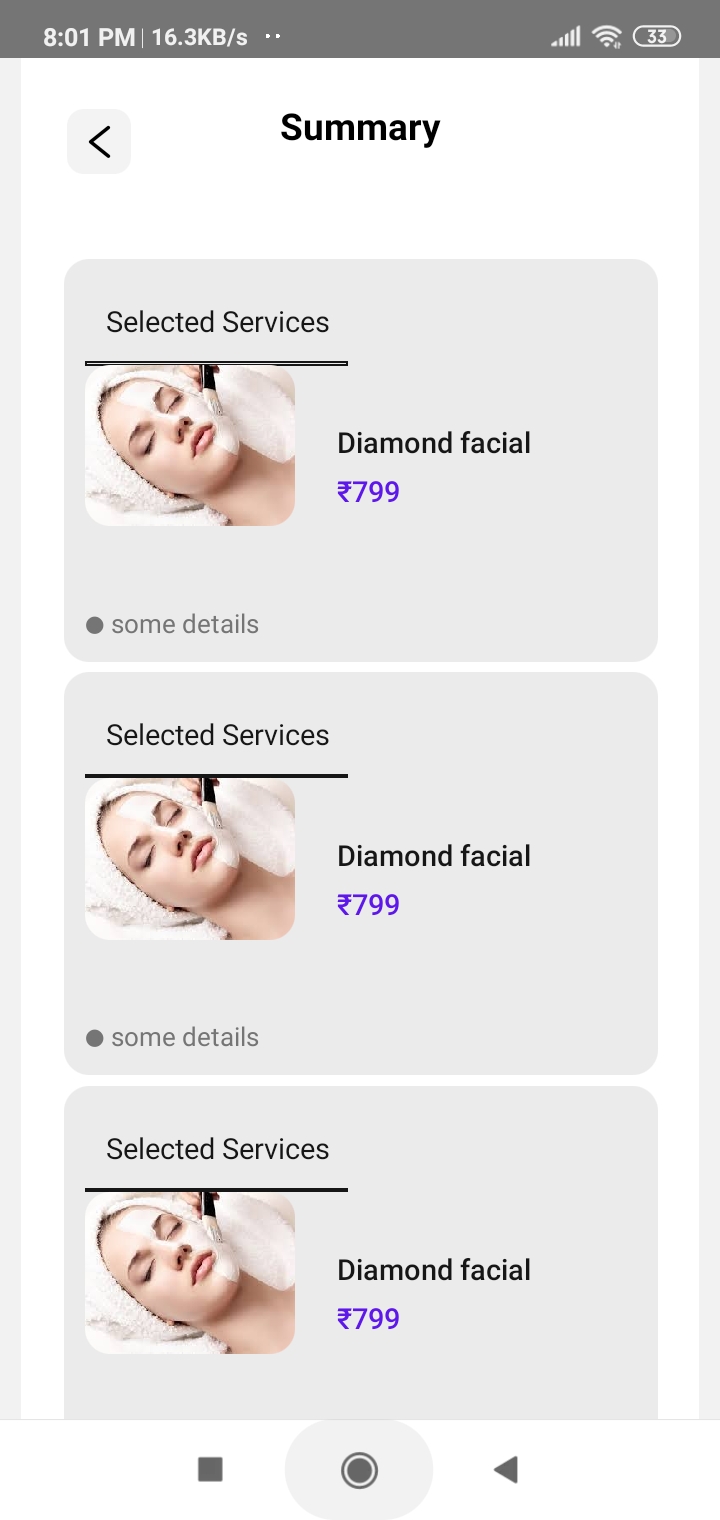 8:01 PM | 16.3KB/s ··
33
Summary
Selected Services
Diamond facial
₹799
some details
Selected Services
Diamond facial
₹799
some details
Selected Services
Diamond facial
₹799